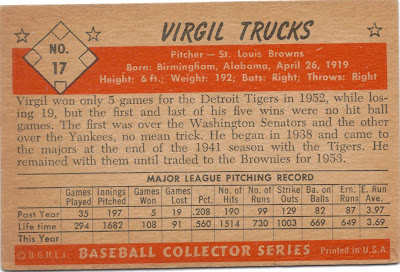 NO.
17
VIRGIL TRUCKS
Pitcher — St. Louis Browns
Born: Birmingham, Alabama, April 26, 1919
Height: 6 ft.; Weight: 192; Bats: Right; Throws: Right
Virgil won only 5 games for the Detroit Tigers in 1952, while los-
ing 19, but the first and last of his five wins were no hit ball
games. The first was over the Washington Senators and the other
over the Yankees, no mean trick. He began in 1938 and came to
the majors at the end of the 1941 season with the Tigers. He
remained with them until traded to the Brownies for 1953.
MAJOR LEAGUE PITCHING RECORD
Games Innings Games Games No. of No. of Strike Ba. on Ern. E. Run
Played Pitched Won Lost Pct. Hits Runs Outs Balls Runs Ave.
Past Year 35 197 5 19 .208 190 99 129 82 87 3.97
Life time 294 1682 108 91 .560 1514 730 1003 669 649 3.69
This Year
© B.G.H.L.I. BASEBALL COLLECTOR SERIES Printed in U.S.A.